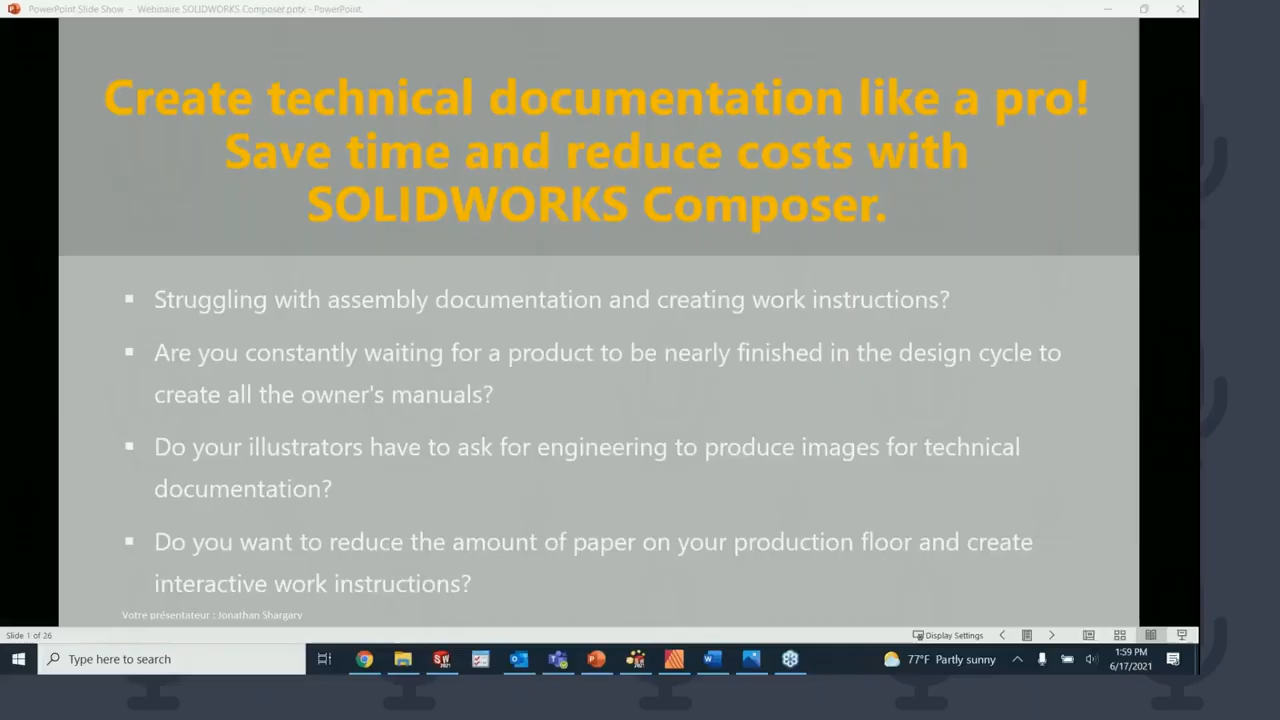 PowerPoint Slide Show - Webinaire SOLIDWORKS Composer.pptx - PowerPoint
Create technical documentation like a pro!
Save time and reduce costs with
SOLIDWORKS Composer.
▪ Struggling with assembly documentation and creating work instructions?
▪ Are you constantly waiting for a product to be nearly finished in the design cycle to
create all the owner's manuals?
▪ Do your illustrators have to ask for engineering to produce images for technical
documentation?
▪ Do you want to reduce the amount of paper on your production floor and create
interactive work instructions?
Votre présentateur : Jonathan Shargary
Slide 1 of 26
Display Settings
Type here to search
77°F Partly sunny
1:59 PM
6/17/2021